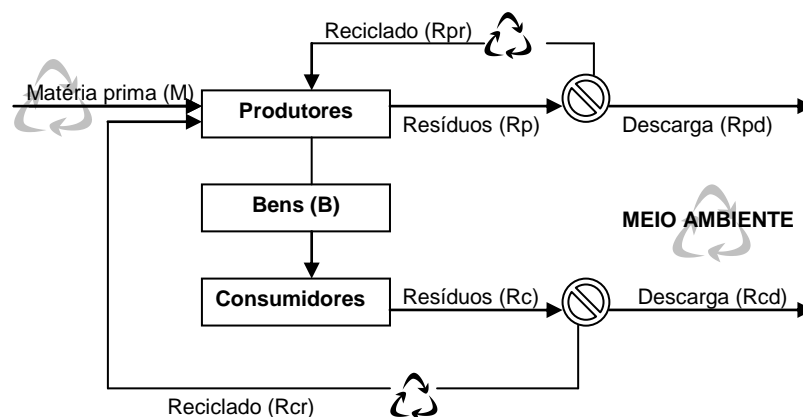 Reciclado (Rpr)
Matéria prima (M)
Produtores
Resíduos (Rp)
Descarga (Rpd)
Bens (B)
MEIO AMBIENTE
Consumidores
Resíduos (Rc)
Descarga (Rcd)
Reciclado (Rcr)